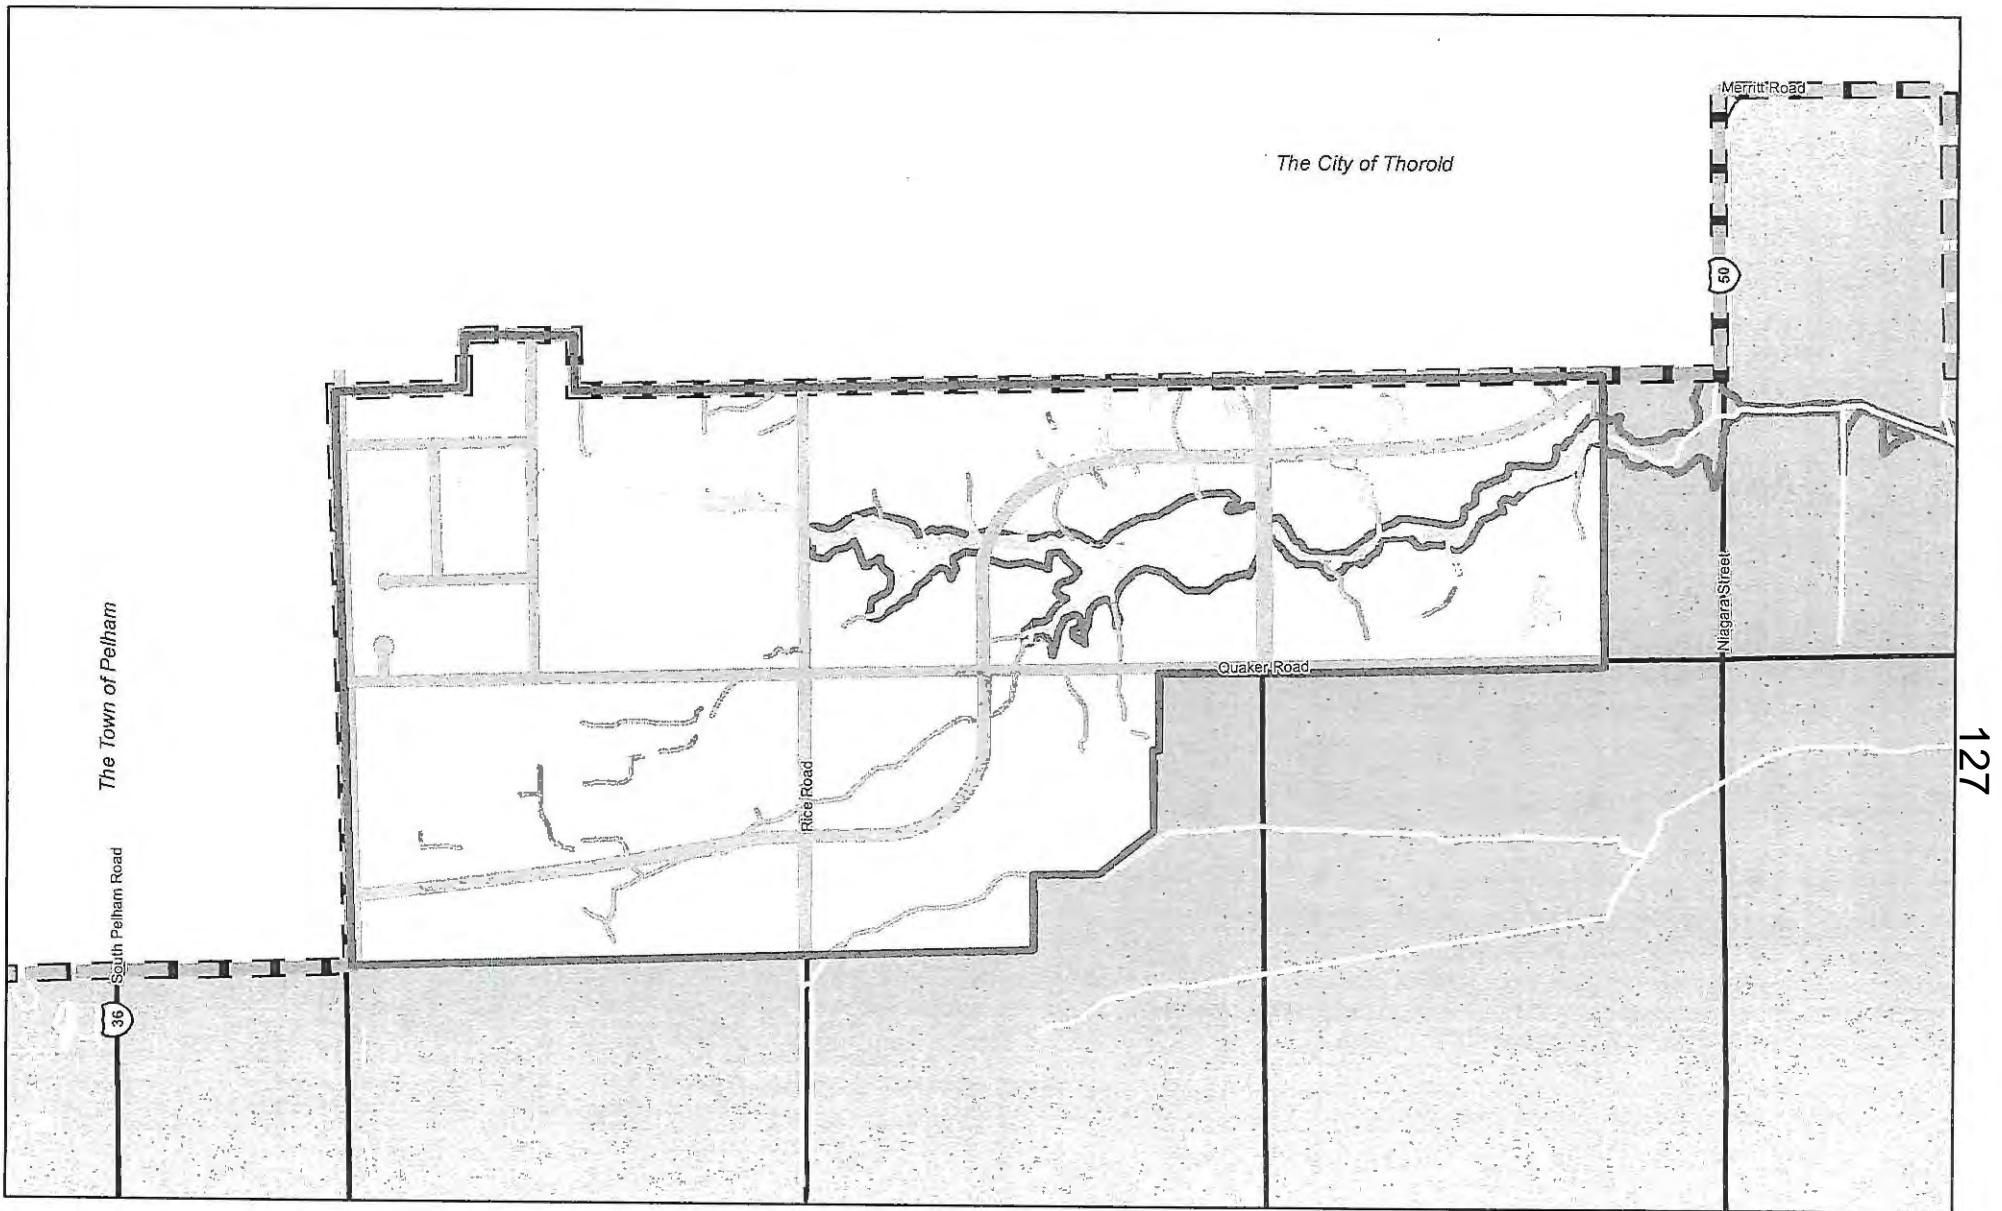 Merritt Road
The City of Thorold
50
The Town of Pelham
Niagara Street
Quaker Road
127
Rice Road
South Pelham Road
36